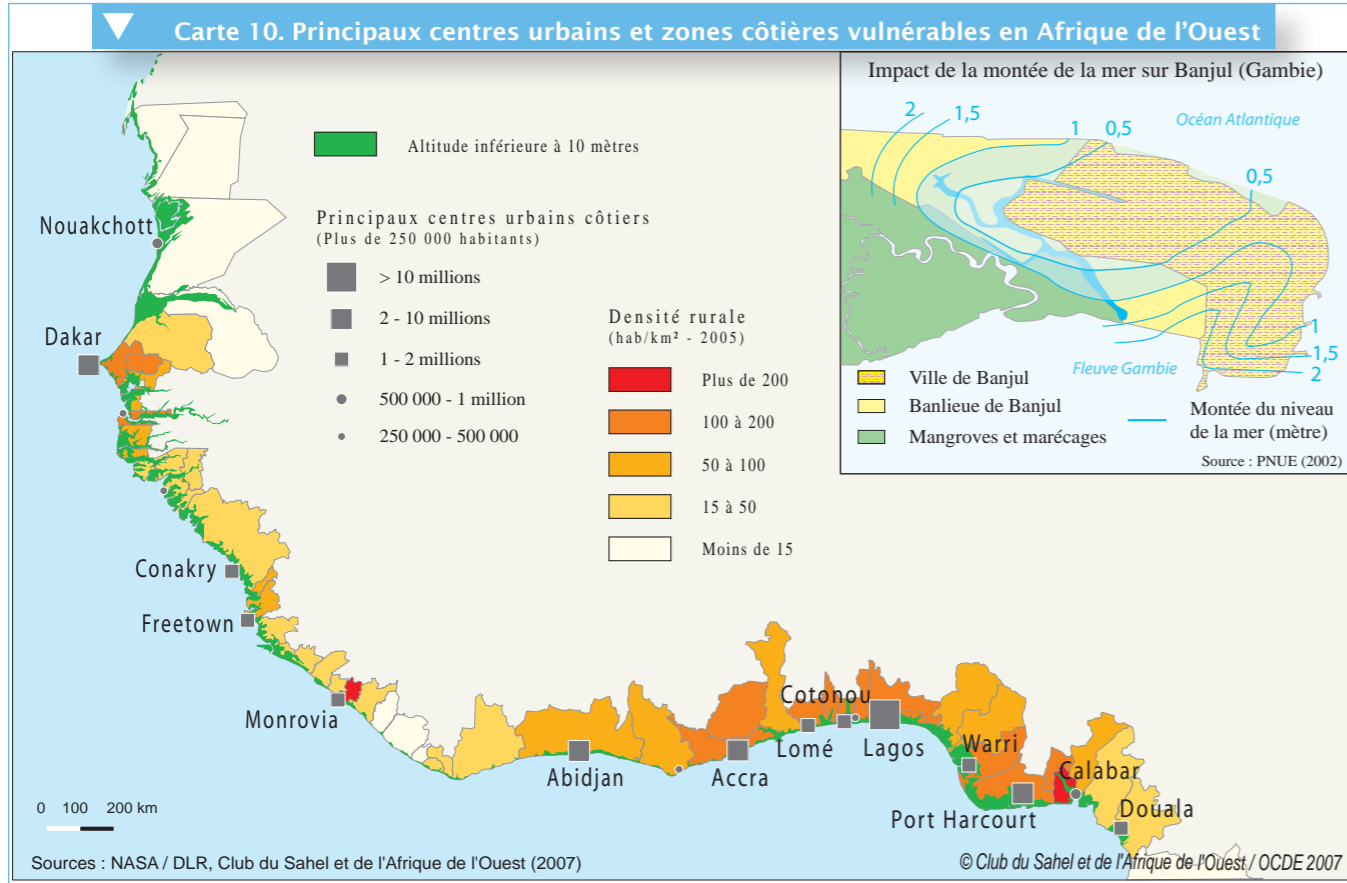 Carte 10. Principaux centres urbains et zones côtières vulnérables en Afrique de l'Ouest
Impact de la montée de la mer sur Banjul (Gambie)
2
1,5
1
0,5
Océan Atlantique
0,5
1
1,5
2
Fleuve Gambie
Ville de Banjul
Banlieue de Banjul
Mangroves et marécages
Montée du niveau
de la mer (mètre)
Source : PNUE (2002)
Altitude inférieure à 10 mètres
Principaux centres urbains côtiers
(Plus de 250 000 habitants)
> 10 millions
2 - 10 millions
1 - 2 millions
500 000 - 1 million
250 000 - 500 000
Densité rurale
(hab/km² - 2005)
Plus de 200
100 à 200
50 à 100
15 à 50
Moins de 15
Nouakchott
Dakar
Conakry
Freetown
Monrovia
Abidjan
Accra
Lomé
Cotonou
Lagos
Warri
Port Harcourt
Calabar
Douala
0 100 200 km
Sources : NASA / DLR, Club du Sahel et de l'Afrique de l'Ouest (2007)
© Club du Sahel et de l'Afrique de l'Ouest / OCDE 2007